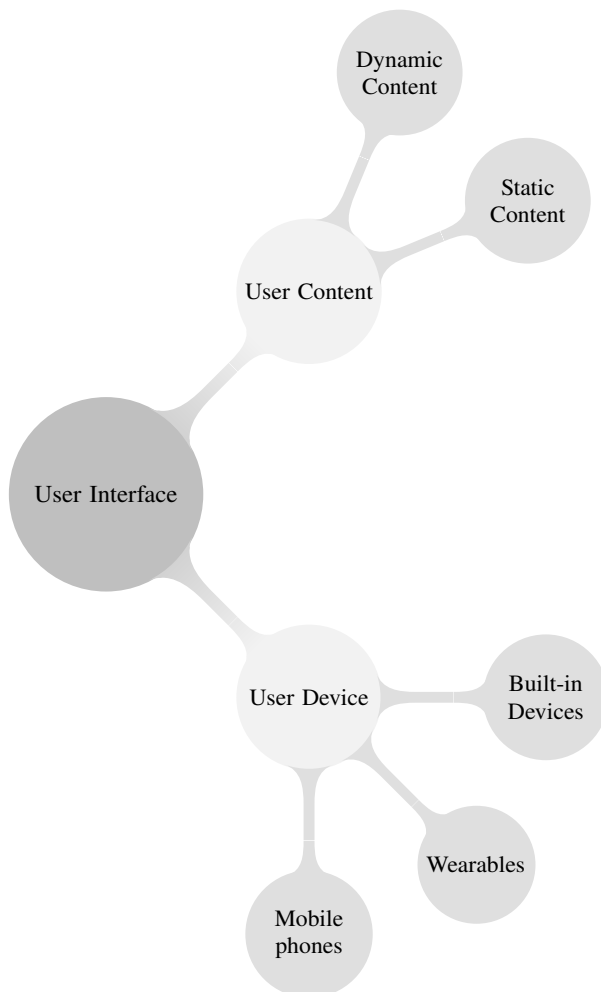 Dynamic
Content
Static
Content
User Content
User Interface
User Device
Built-in
Devices
Wearables
Mobile
phones